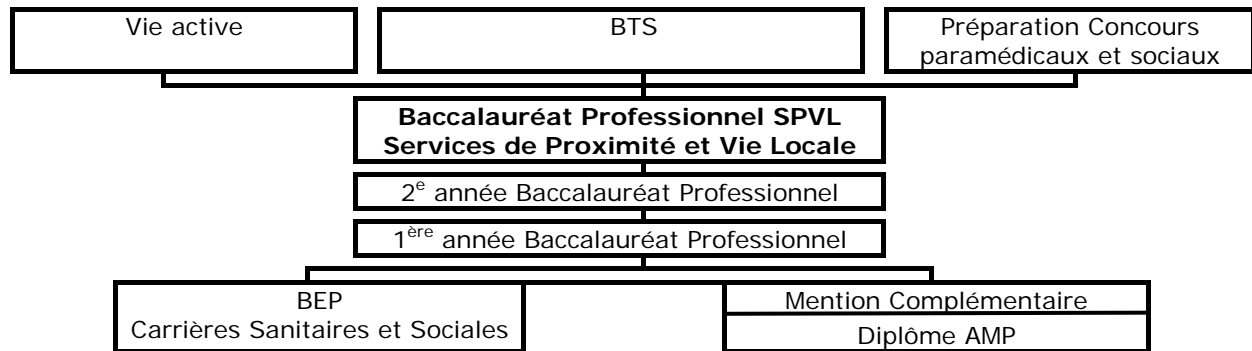 Vie active
BTS
Préparation Concours
paramédicaux et sociaux
Baccalauréat Professionnel SPVL
Services de Proximité et Vie Locale
2e année Baccalauréat Professionnel
1ère année Baccalauréat Professionnel
BEP
Carrières Sanitaires et Sociales
Mention Complémentaire
Diplôme AMP